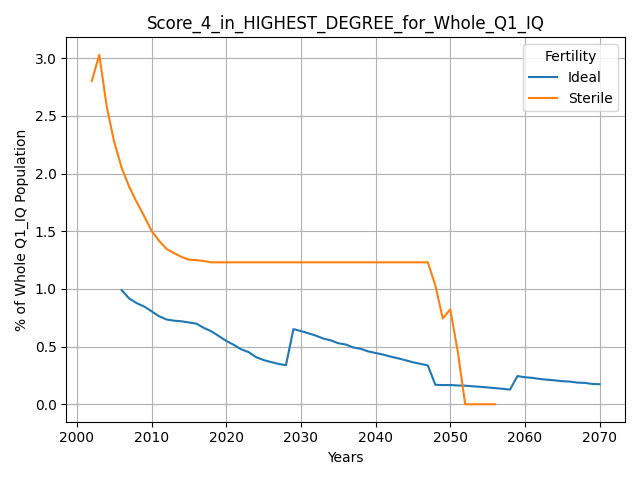 Score_4_in_HIGHEST_DEGREE_for_Whole_Q1_IQ
Fertility
Ideal
Sterile
% of Whole Q1_IQ Population
3.0
2.5
2.0
1.5
1.0
0.5
0.0
2000 2010 2020 2030 2040 2050 2060 2070
Years